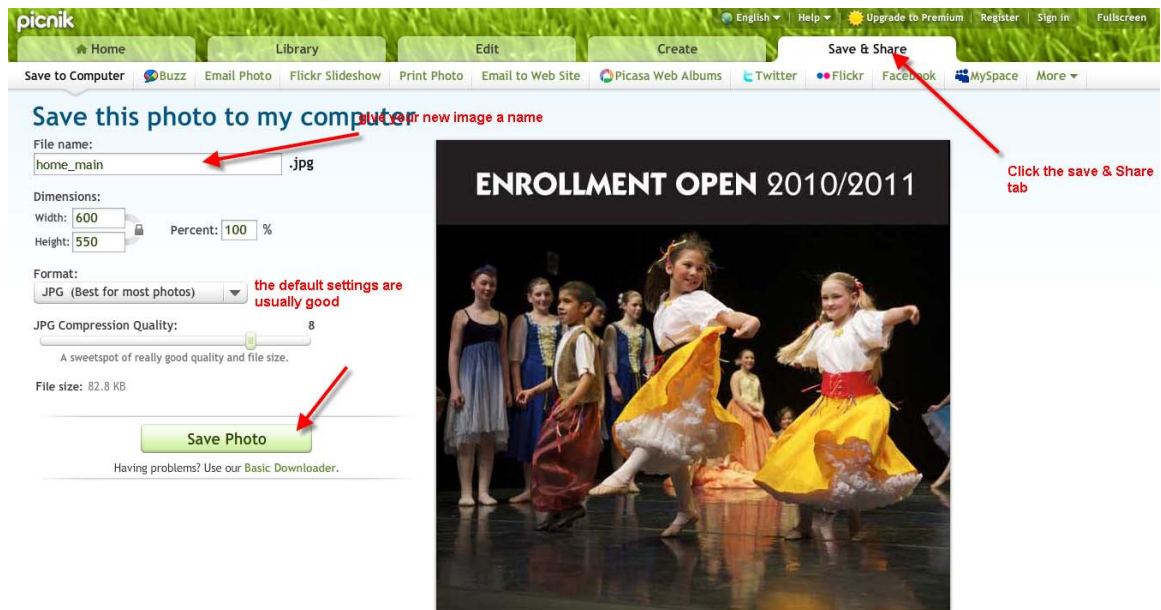 picnik
English Help Upgrade to Premium Register Sign in Fullscreen
Home Library Edit Create Save & Share
Save to Computer Buzz Email Photo Flickr Slideshow Print Photo Email to Web Site Picasa Web Albums Twitter Flickr Facebook MySpace More
Save this photo to my computer
give your new image a name
File name:
home_main .jpg
Click the save & Share
tab
ENROLLMENT OPEN 2010/2011
Dimensions:
Width: 600
Percent: 100 %
Height: 550
Format:
JPG (Best for most photos)
the default settings are
usually good
JPG Compression Quality: 8
A sweetspot of really good quality and file size.
File size: 82.8 KB
Save Photo
Having problems? Use our Basic Downloader.